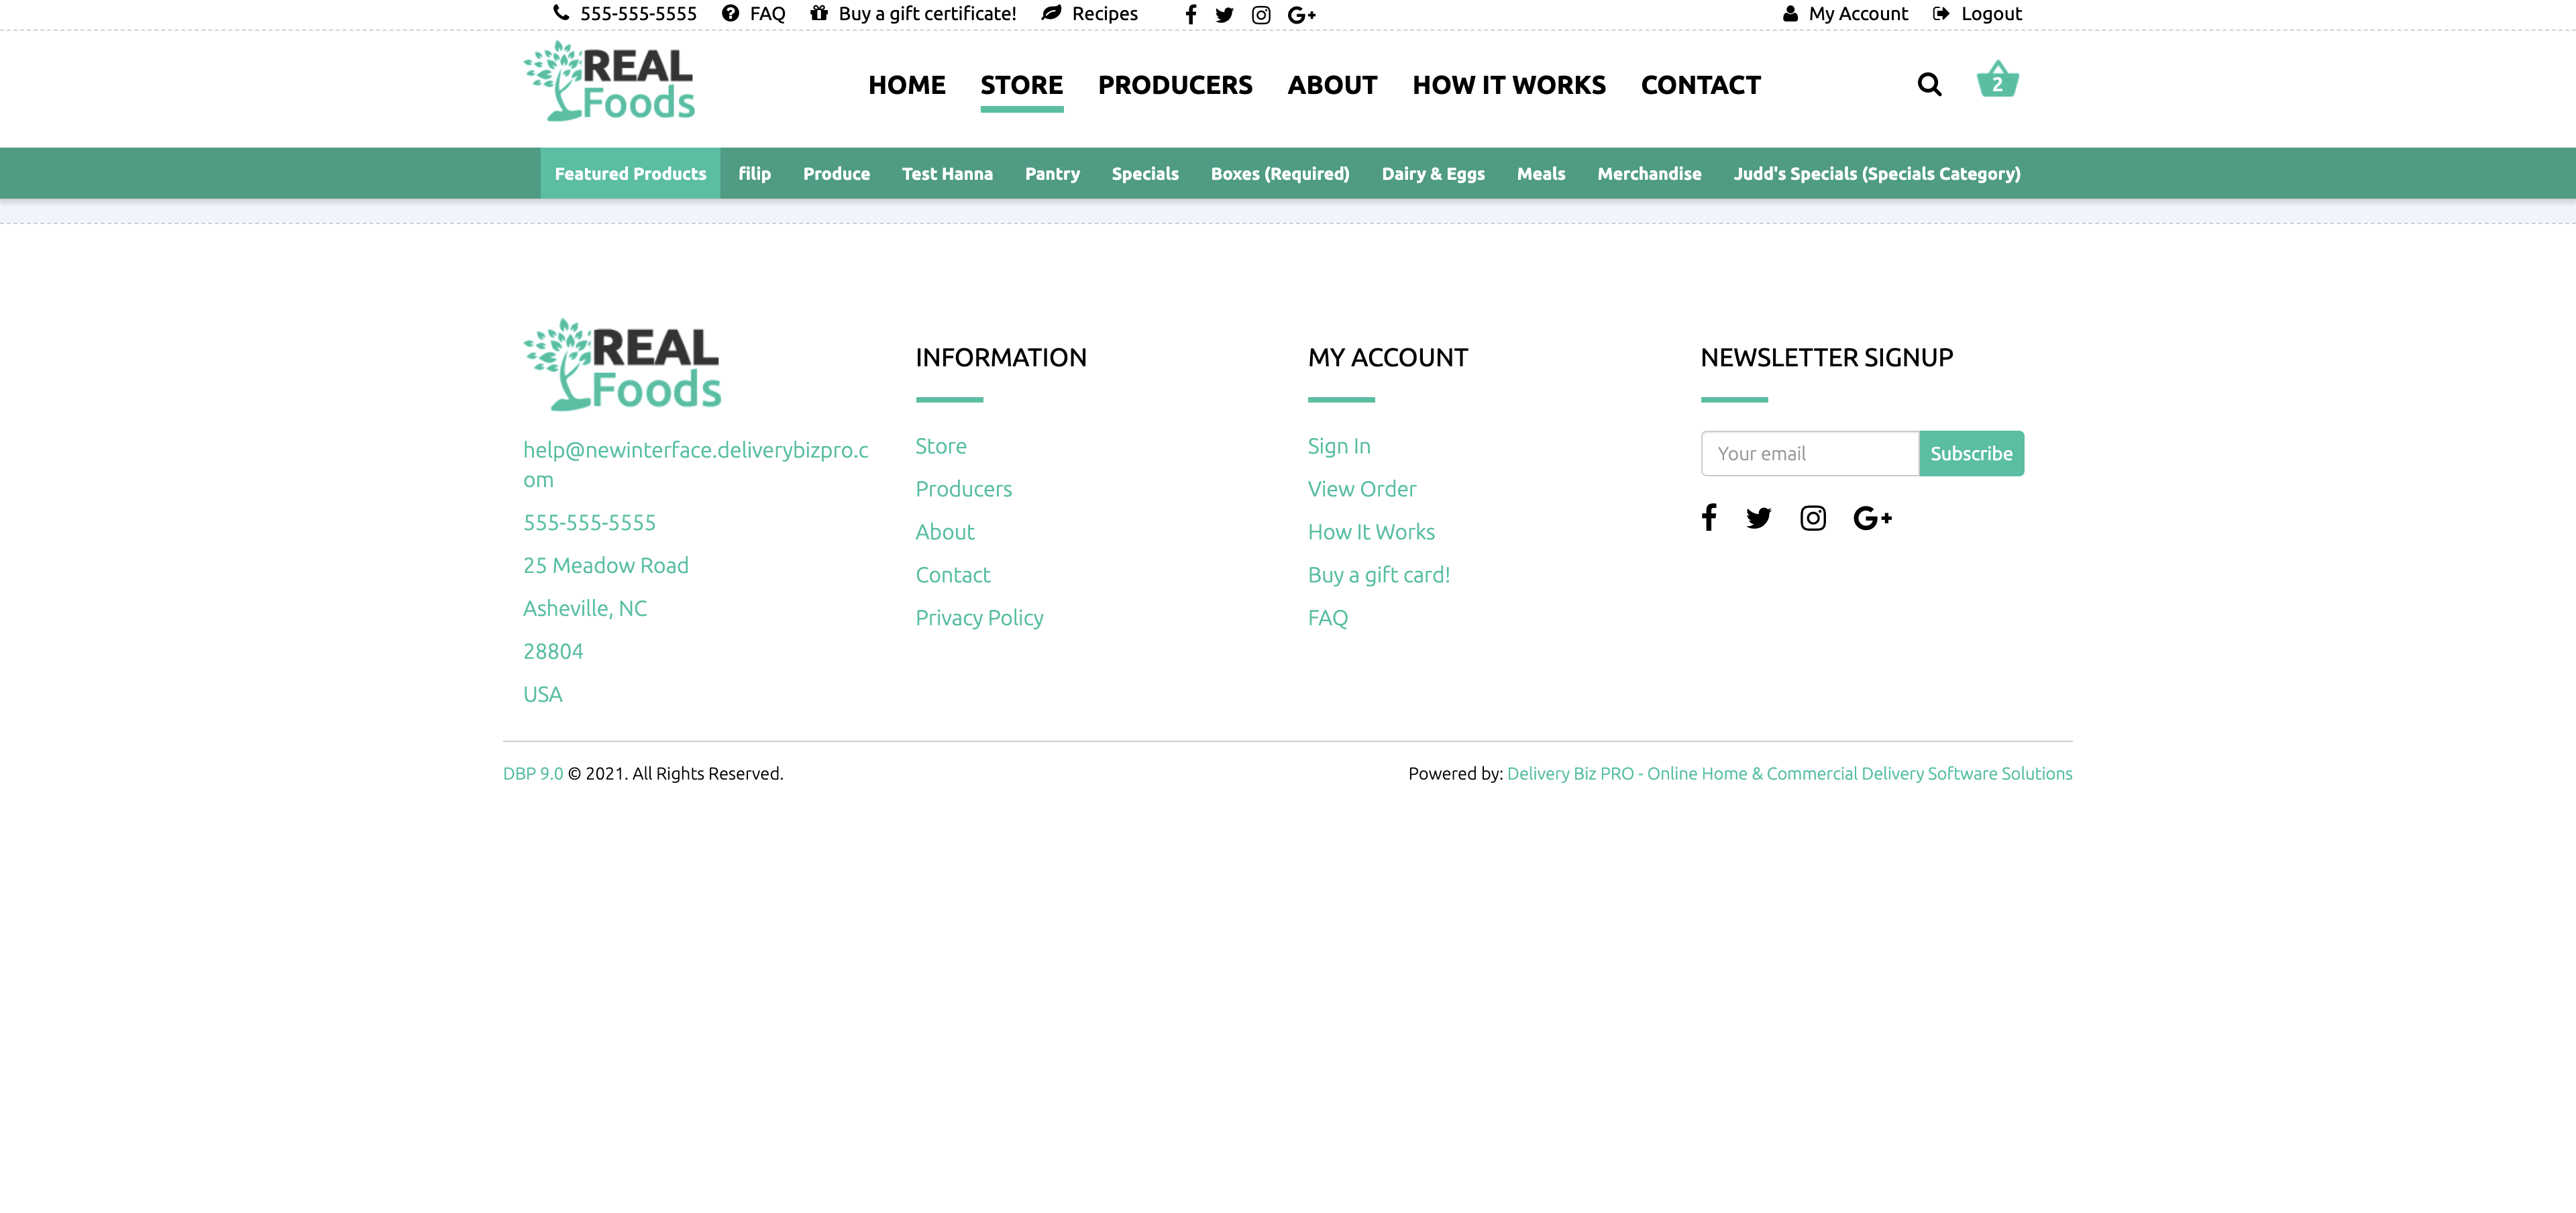 555-555-5555 FAQ Buy a gift certificate! Recipes G+ My Account Logout
REAL
Foods
HOME STORE PRODUCERS ABOUT HOW IT WORKS CONTACT 2
Featured Products filip Produce Test Hanna Pantry Specials Boxes (Required) Dairy & Eggs Meals Merchandise Judd's Specials (Specials Category)
REAL
Foods
help@newinterface.deliverybizpro.c
om
555-555-5555
25 Meadow Road
Asheville, NC
28804
USA
INFORMATION
Store
Producers
About
Contact
Privacy Policy
MY ACCOUNT
Sign In
View Order
How It Works
Buy a gift card!
FAQ
NEWSLETTER SIGNUP
Your email Subscribe
G+
DBP 9.0 © 2021. All Rights Reserved.
Powered by: Delivery Biz PRO - Online Home & Commercial Delivery Software Solutions